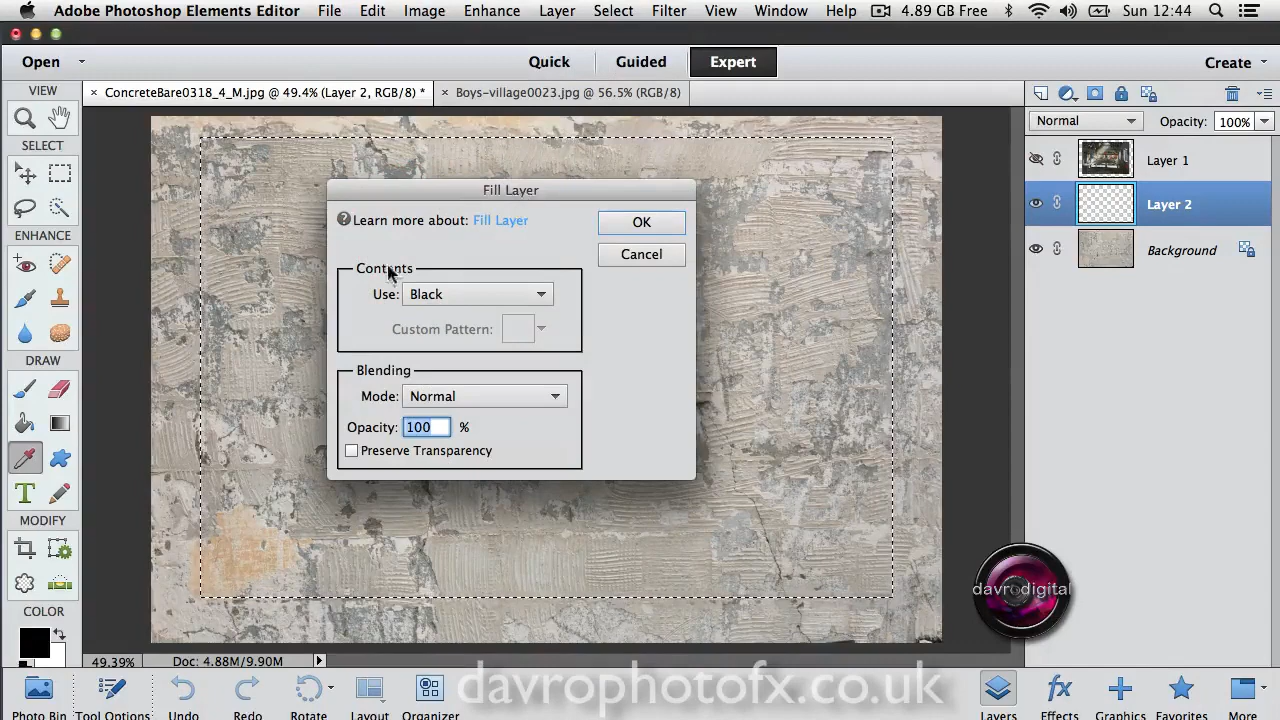 Adobe Photoshop Elements Editor File Edit Image Enhance Layer Select Filter View Window Help 4.89 GB Free Sun 12:44
Open Quick Guided Expert Create
VIEW × ConcreteBare0318_4_M.jpg @ 49.4% (Layer 2, RGB/8) * × Boys-village0023.jpg @ 56.5% (RGB/8)
Normal Opacity: 100%
SELECT
Layer 1
Fill Layer
Layer 2
Learn more about: Fill Layer OK
ENHANCE
Cancel Background
Contents
Use: Black
Custom Pattern:
DRAW
Blending
Mode: Normal
Opacity: 100 %
Preserve Transparency
T
MODIFY
davrodigital
COLOR
49.39% Doc: 4.88M/9.90M
davrophotofx.co.uk
fx
Photo Bin Tool Options Undo Redo Rotate Layout Organizer Layers Effects Graphics Favorites More